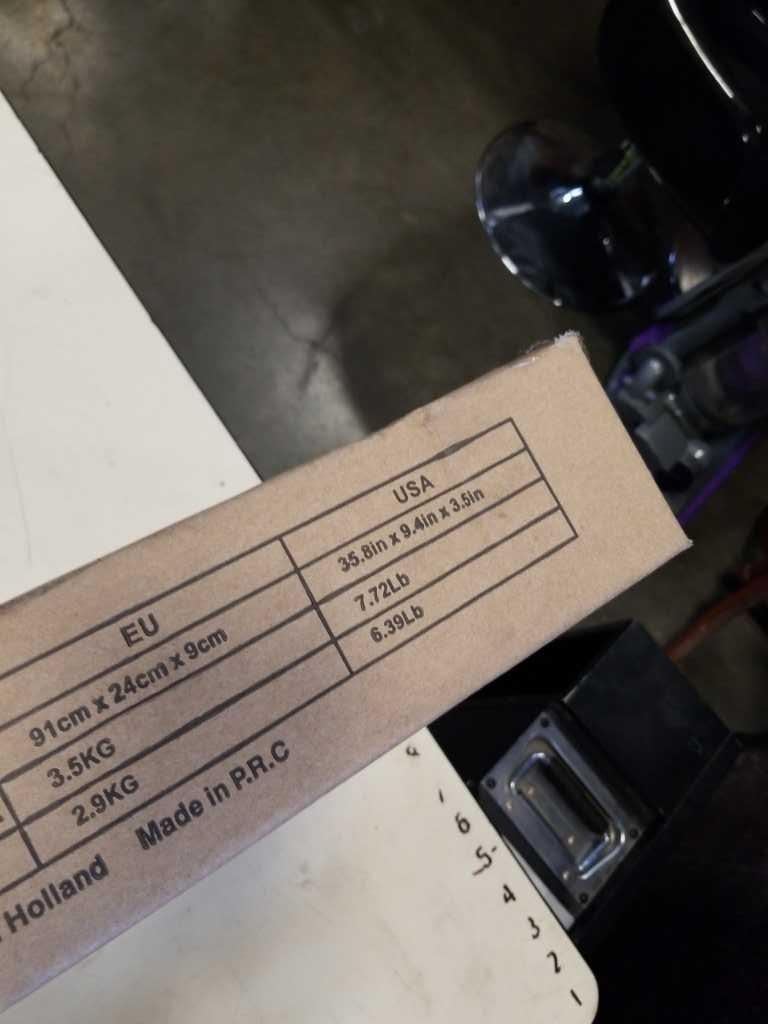 EU USA
91cm x 24cm x 9cm 35.8in x 9.4in x 3.5in
3.5KG 7.72Lb
2.9KG 6.39Lb
Holland Made in P.R.C
6
5
4
3
2
1